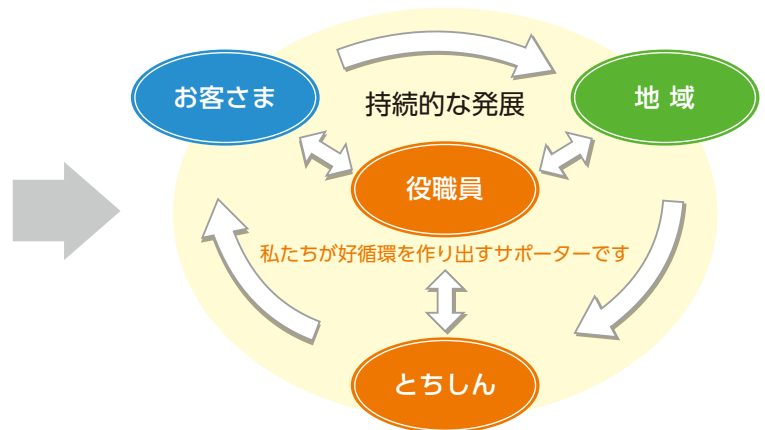 お客さま
地 域
持続的な発展
役職員
私たちが好循環を作り出すサポーターです
とちしん